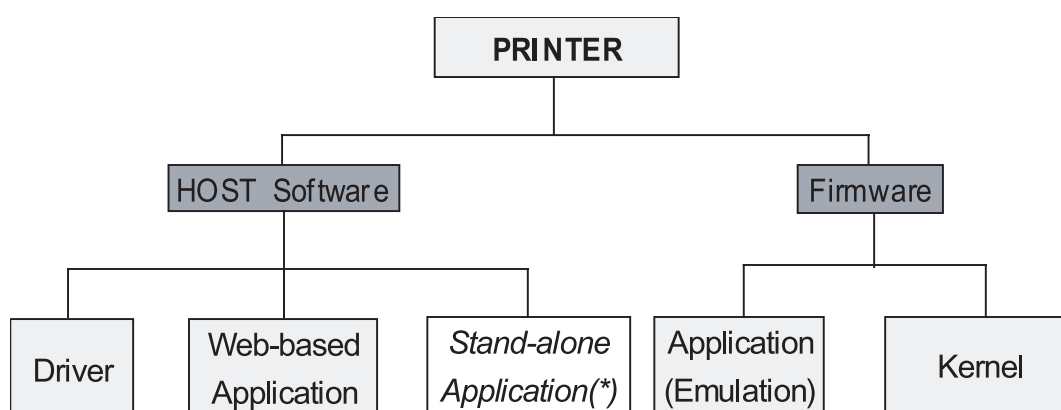 PRINTER
HOST Software
Firmware
Driver
Web-based
Application
Stand-alone
Application(*)
Application
(Emulation)
Kernel